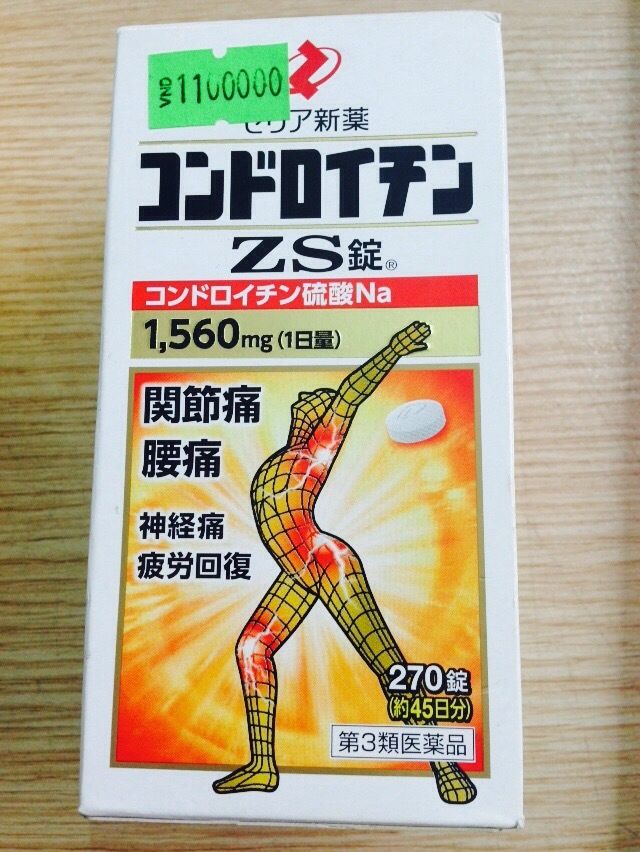 VND 1100000
ゼリア新薬
コンドロイチン
ZS錠®
コンドロイチン硫酸Na
1,560mg(1日量)
関節痛
腰痛
神経痛
疲労回復
270錠
(約45日分)
第3類医薬品